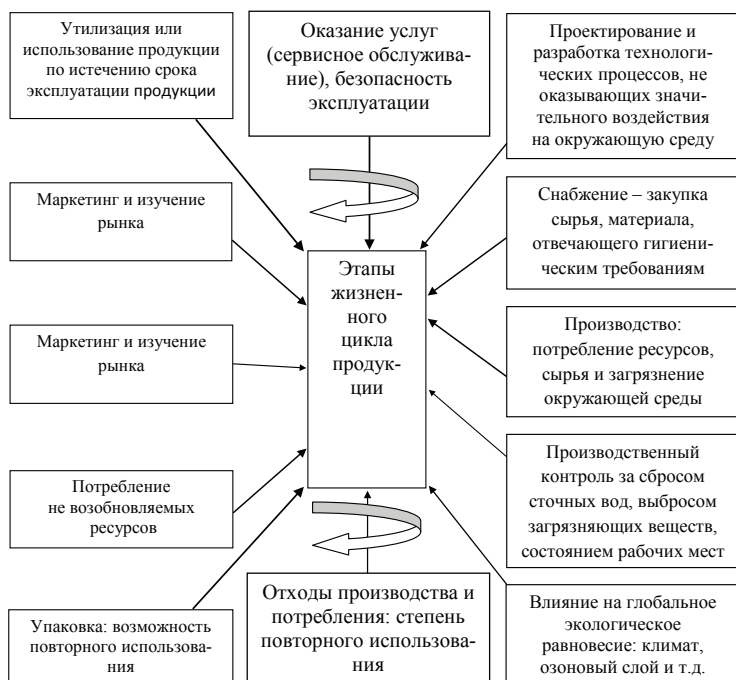 Утилизация или
использование продукции
по истечению срока
эксплуатации продукции
Оказание услуг
(сервисное обслужива-
ние), безопасность
эксплуатации
Проектирование и
разработка технологи-
ческих процессов, не
оказывающих значи-
тельного воздействия
на окружающую среду
Маркетинг и изучение
рынка
Снабжение – закупка
сырья, материала,
отвечающего гигиени-
ческим требованиям
Этапы
жизнен-
ного
цикла
продук-
ции
Маркетинг и изучение
рынка
Производство:
потребление ресурсов,
сырья и загрязнение
окружающей среды
Потребление
не возобновляемых
ресурсов
Производственный
контроль за сбросом
сточных вод, выбросом
загрязняющих веществ,
состоянием рабочих мест
Упаковка: возможность
повторного использова-
ния
Отходы производства и
потребления: степень
повторного использова-
ния
Влияние на глобальное
экологическое
равновесие: климат,
озоновый слой и т.д.